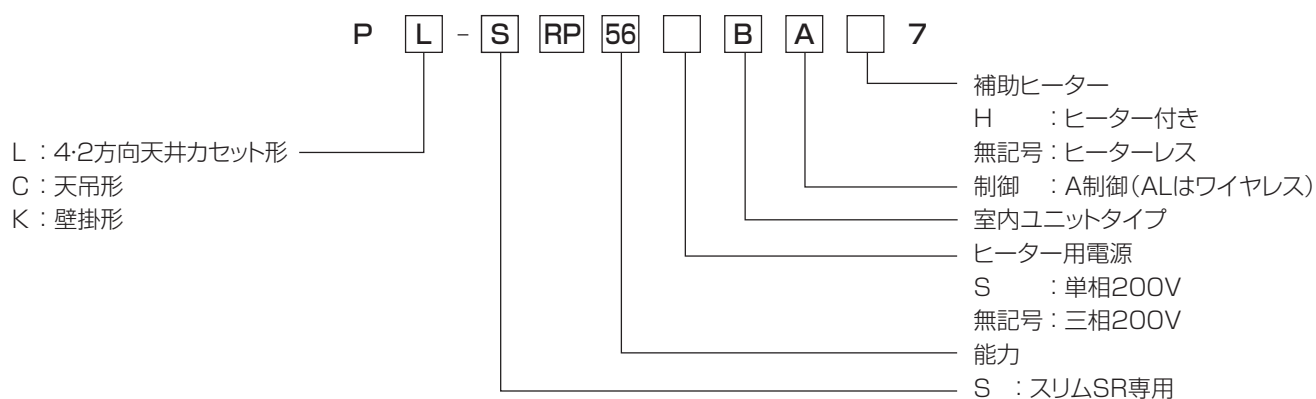 P L - S RP 56 B A 7
補助ヒーター
H :ヒーター付き
L:4・2方向天井カセット形
無記号:ヒーターレス
C:天吊形
制御 :A制御(ALはワイヤレス)
K:壁掛形
室内ユニットタイプ
ヒーター用電源
S :単相200V
無記号:三相200V
能力
S :スリムSR専用